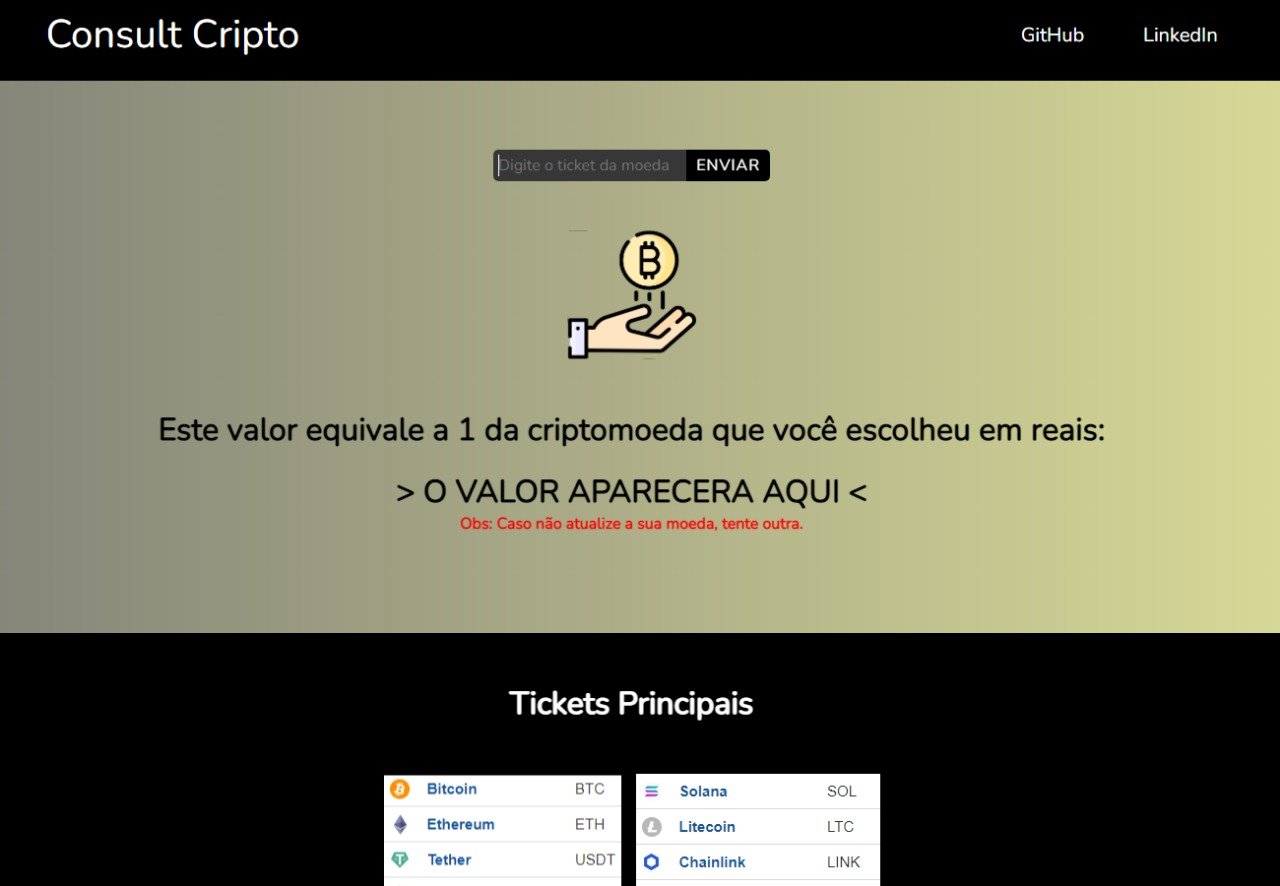 Consult Cripto
GitHub
LinkedIn
Digite o ticket da moeda
ENVIAR
Este valor equivale a 1 da criptomoeda que você escolheu em reais:
> O VALOR APARECERA AQUI <
Obs: Caso não atualize a sua moeda, tente outra.
Tickets Principais
Bitcoin BTC
Ethereum ETH
Tether USDT
Solana SOL
Litecoin LTC
Chainlink LINK